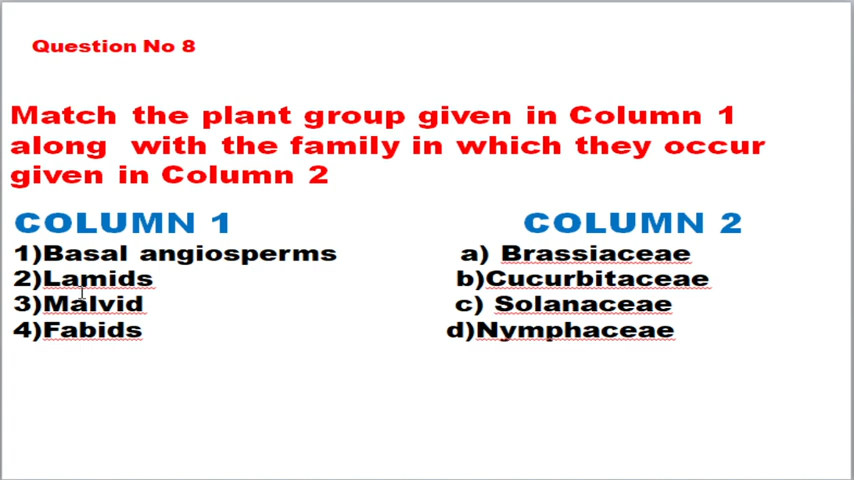 Question No 8
Match the plant group given in Column 1
along with the family in which they occur
given in Column 2
COLUMN 1 COLUMN 2
1)Basal angiosperms a) Brassiaceae
2)Lamids b)Cucurbitaceae
3)Malvid c) Solanaceae
4)Fabids d)Nymphaceae